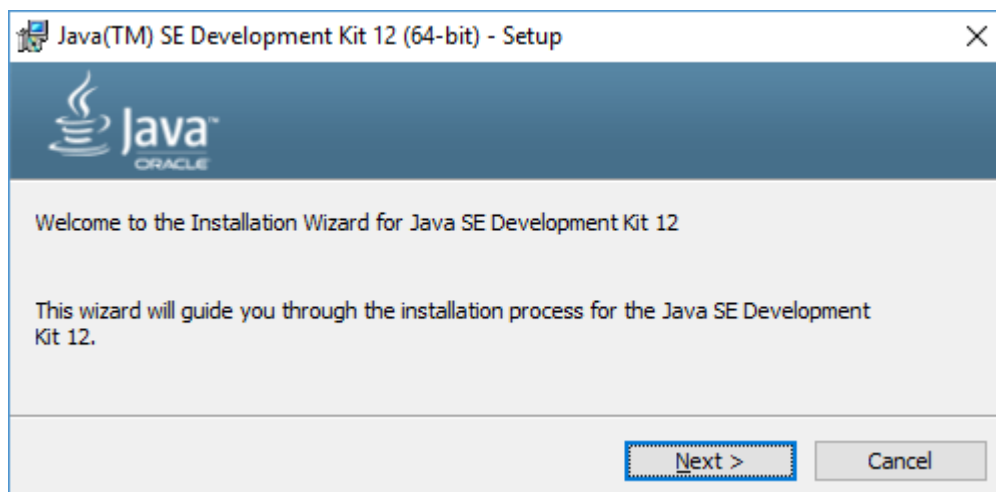 Java(TM) SE Development Kit 12 (64-bit) - Setup
Java™
ORACLE
Welcome to the Installation Wizard for Java SE Development Kit 12
This wizard will guide you through the installation process for the Java SE Development
Kit 12.
Next > Cancel